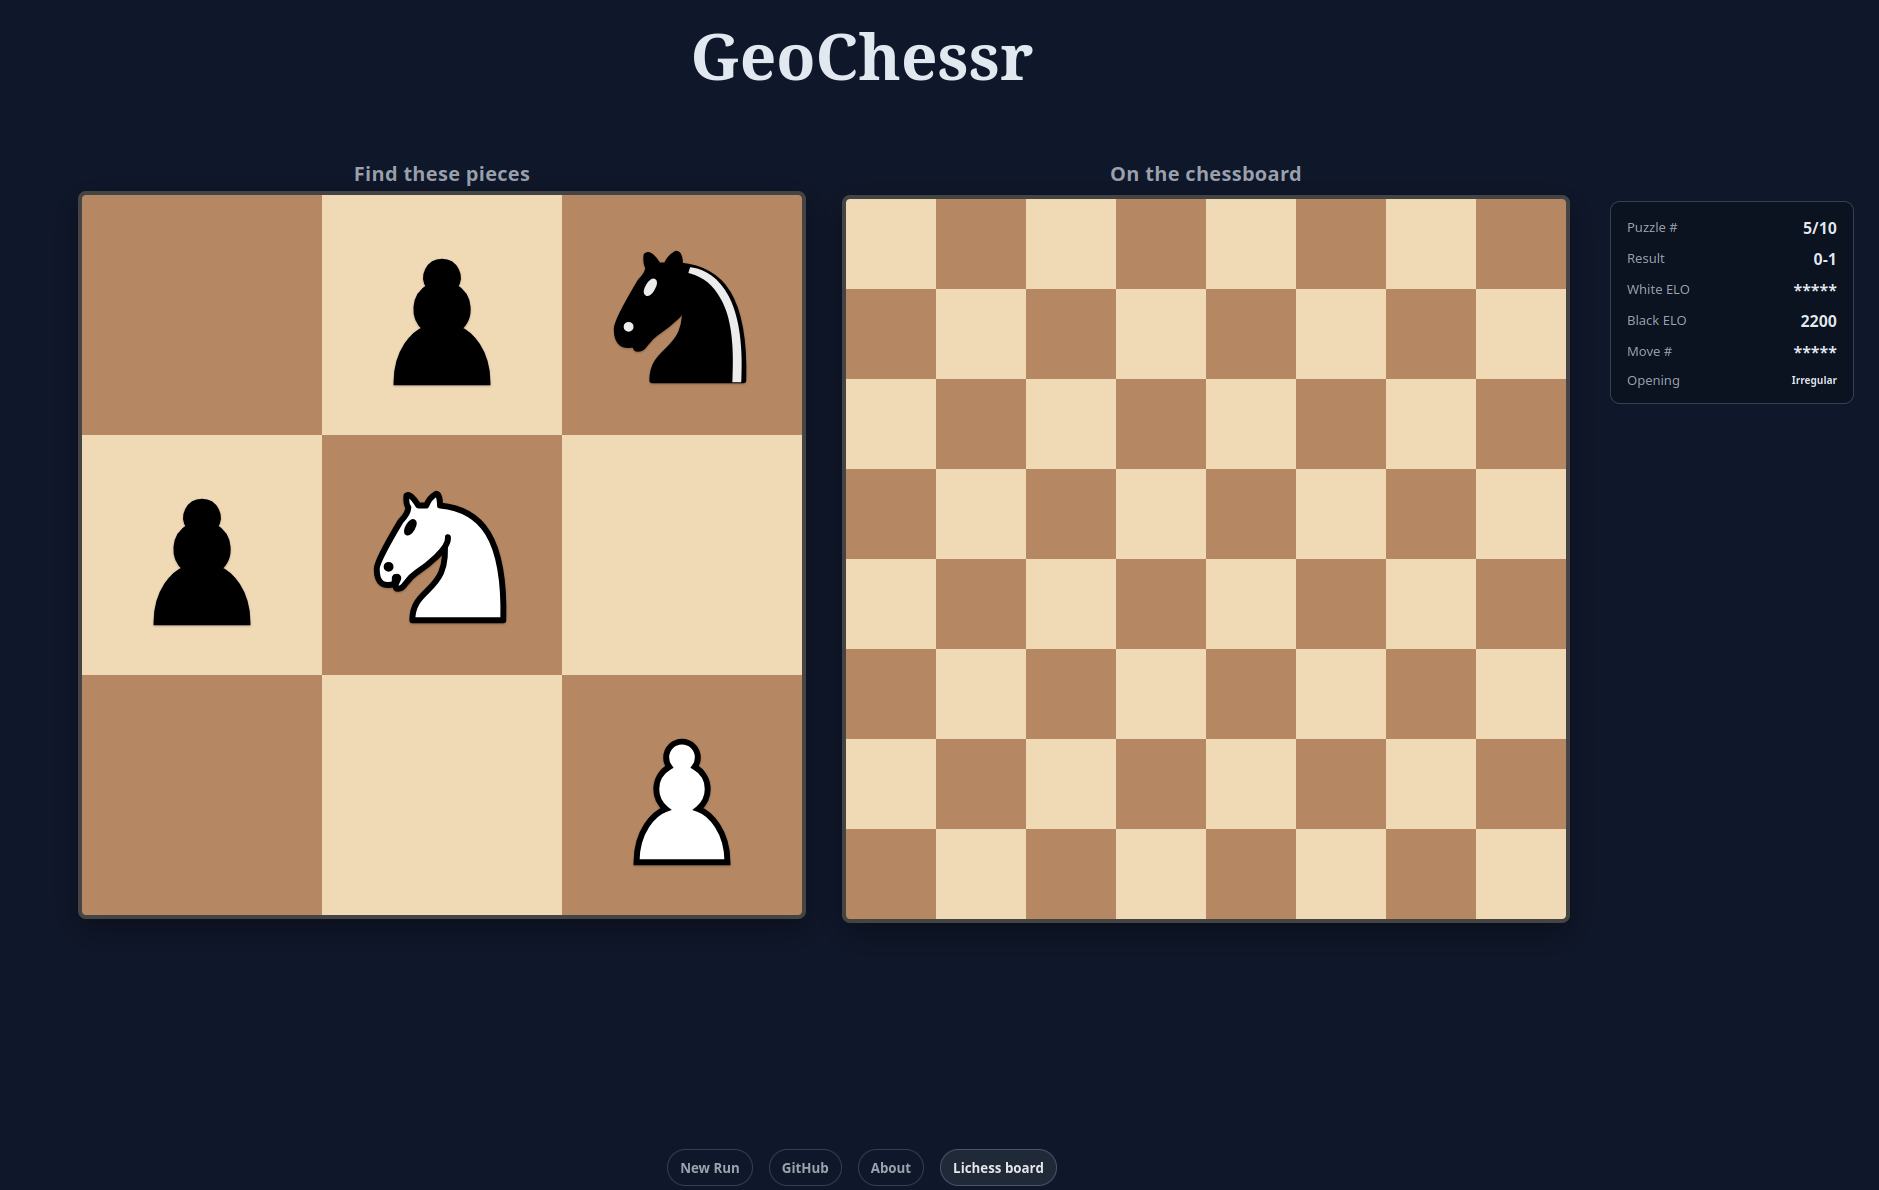 GeoChessr
Find these pieces
On the chessboard
Puzzle # 5/10
Result 0-1
White ELO *****
Black ELO 2200
Move # *****
Opening Irregular
New Run GitHub About Lichess board